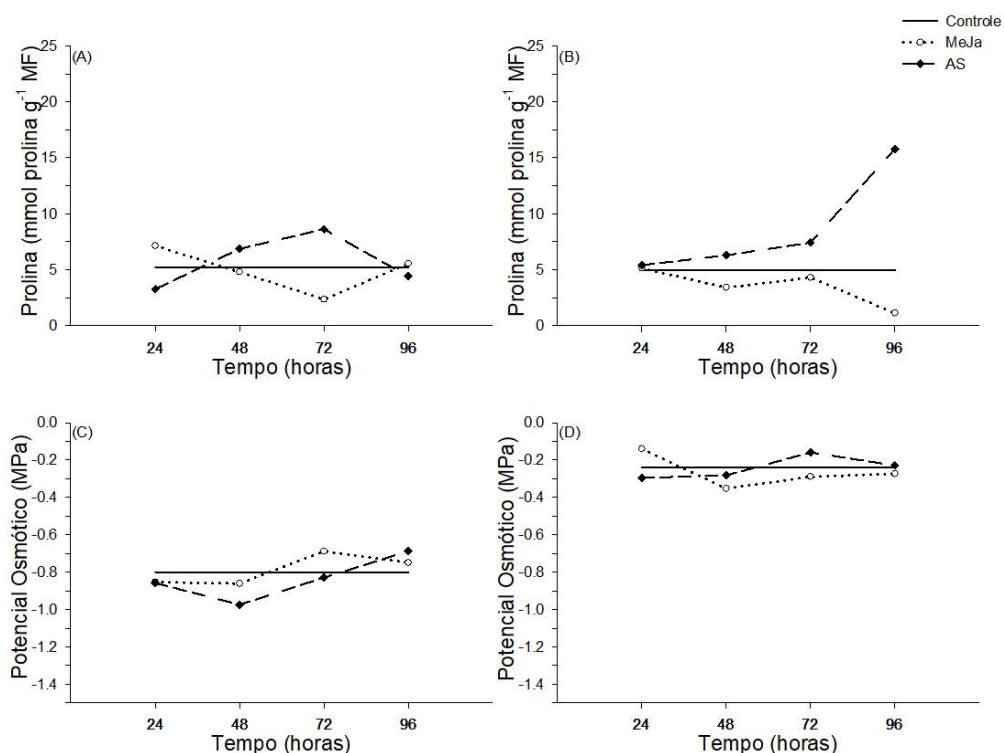 Controle
MeJa
AS
(A)
Prolina (mmol prolina g⁻¹ MF)
25
20
15
10
5
0
24 48 72 96
Tempo (horas)
(B)
Prolina (mmol prolina g⁻¹ MF)
25
20
15
10
5
0
24 48 72 96
Tempo (horas)
(C)
Potencial Osmótico (MPa)
0.0
-0.2
-0.4
-0.6
-0.8
-1.0
-1.2
-1.4
24 48 72 96
Tempo (horas)
(D)
Potencial Osmótico (MPa)
0.0
-0.2
-0.4
-0.6
-0.8
-1.0
-1.2
-1.4
24 48 72 96
Tempo (horas)